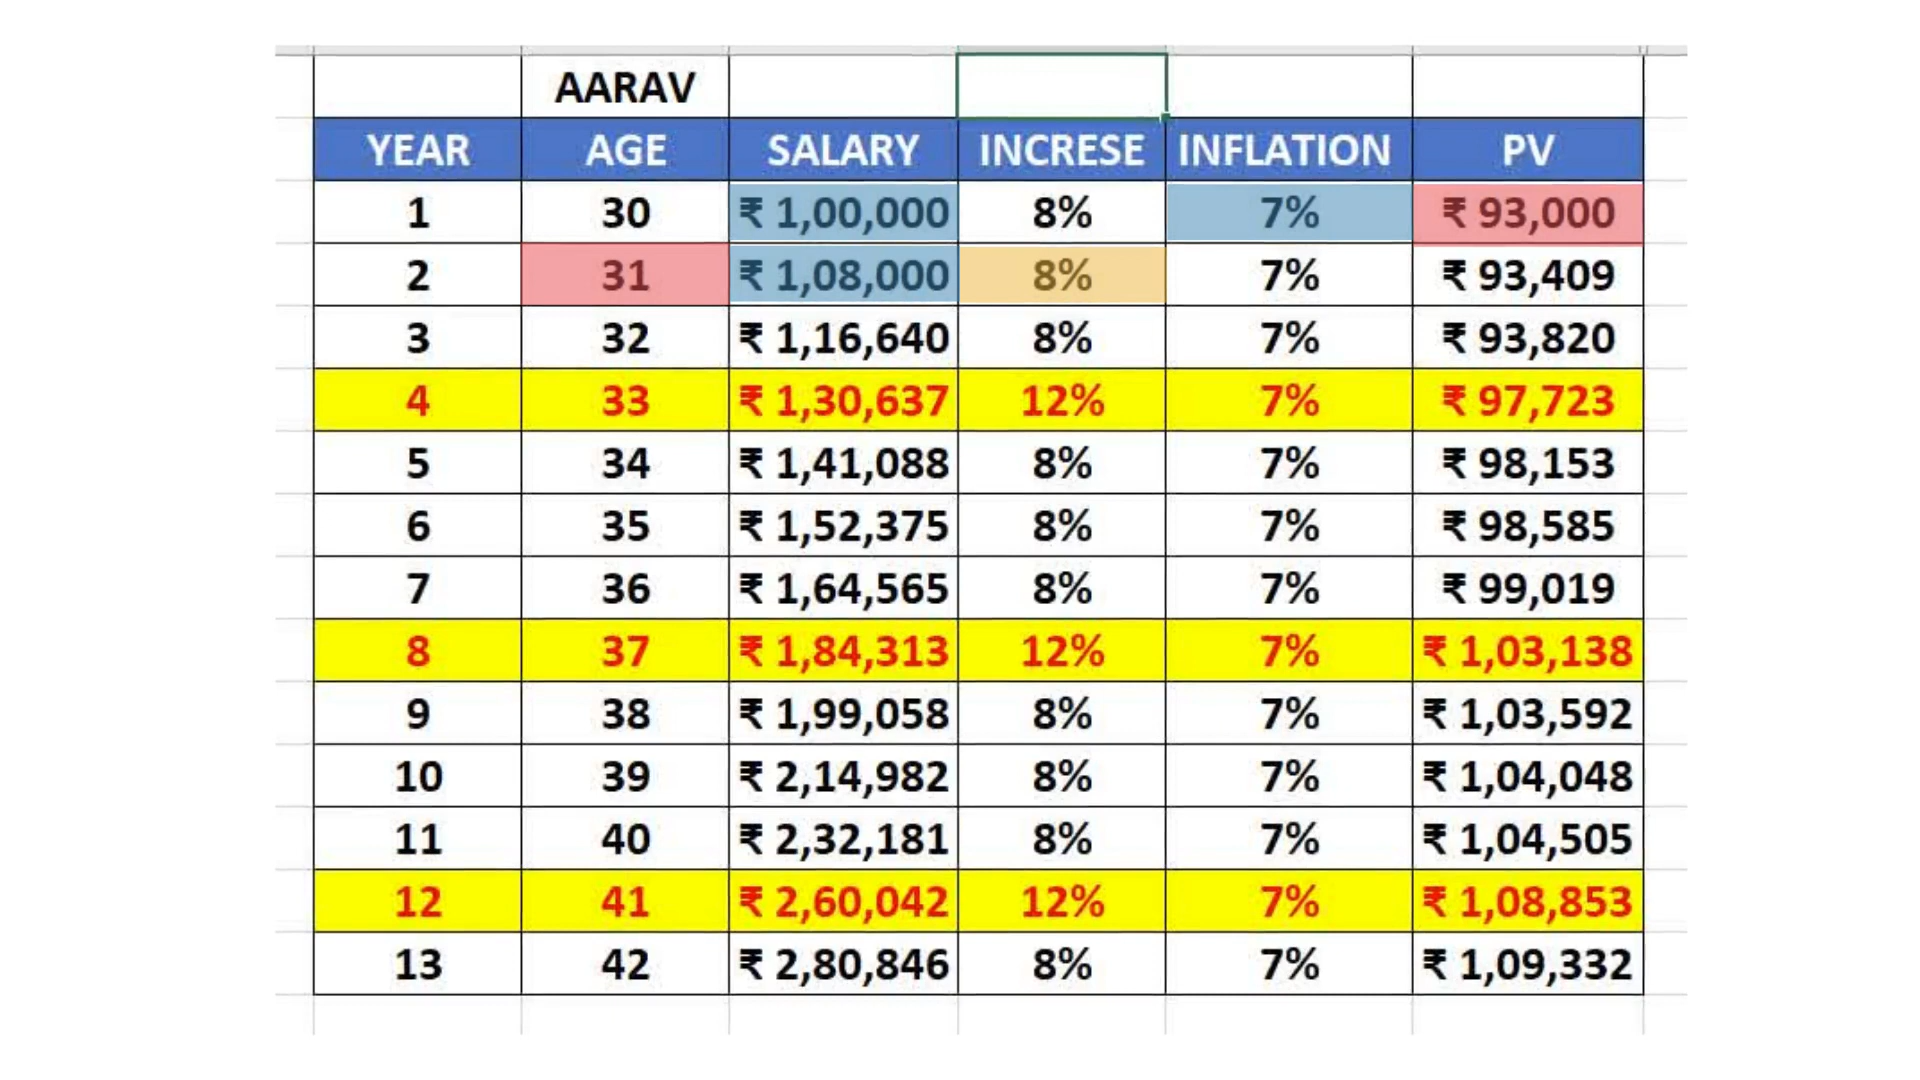 AARAV
YEAR AGE SALARY INCRESE INFLATION PV
1 30 ₹ 1,00,000 8% 7% ₹ 93,000
2 31 ₹ 1,08,000 8% 7% ₹ 93,409
3 32 ₹ 1,16,640 8% 7% ₹ 93,820
4 33 ₹ 1,30,637 12% 7% ₹ 97,723
5 34 ₹ 1,41,088 8% 7% ₹ 98,153
6 35 ₹ 1,52,375 8% 7% ₹ 98,585
7 36 ₹ 1,64,565 8% 7% ₹ 99,019
8 37 ₹ 1,84,313 12% 7% ₹ 1,03,138
9 38 ₹ 1,99,058 8% 7% ₹ 1,03,592
10 39 ₹ 2,14,982 8% 7% ₹ 1,04,048
11 40 ₹ 2,32,181 8% 7% ₹ 1,04,505
12 41 ₹ 2,60,042 12% 7% ₹ 1,08,853
13 42 ₹ 2,80,846 8% 7% ₹ 1,09,332